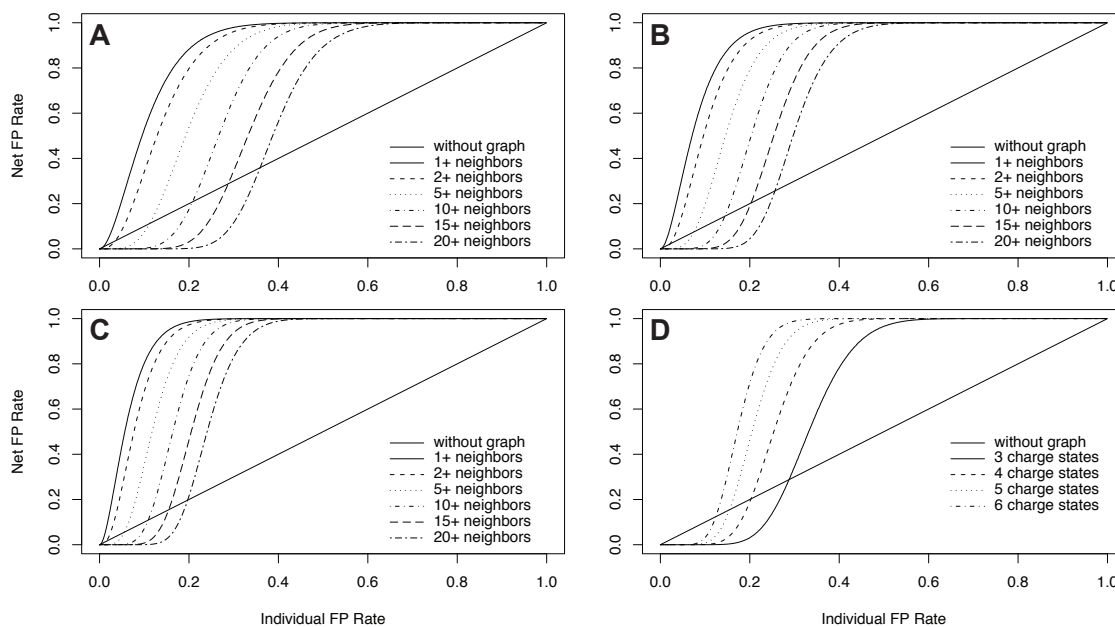 A
B
Net FP Rate
1.0
0.8
0.6
0.4
0.2
0.0
without graph
1+ neighbors
2+ neighbors
5+ neighbors
10+ neighbors
15+ neighbors
20+ neighbors
0.0 0.2 0.4 0.6 0.8 1.0
1.0
0.8
0.6
0.4
0.2
0.0
without graph
1+ neighbors
2+ neighbors
5+ neighbors
10+ neighbors
15+ neighbors
20+ neighbors
0.0 0.2 0.4 0.6 0.8 1.0
C
D
Net FP Rate
1.0
0.8
0.6
0.4
0.2
0.0
without graph
1+ neighbors
2+ neighbors
5+ neighbors
10+ neighbors
15+ neighbors
20+ neighbors
0.0 0.2 0.4 0.6 0.8 1.0
Individual FP Rate
1.0
0.8
0.6
0.4
0.2
0.0
without graph
3 charge states
4 charge states
5 charge states
6 charge states
0.0 0.2 0.4 0.6 0.8 1.0
Individual FP Rate